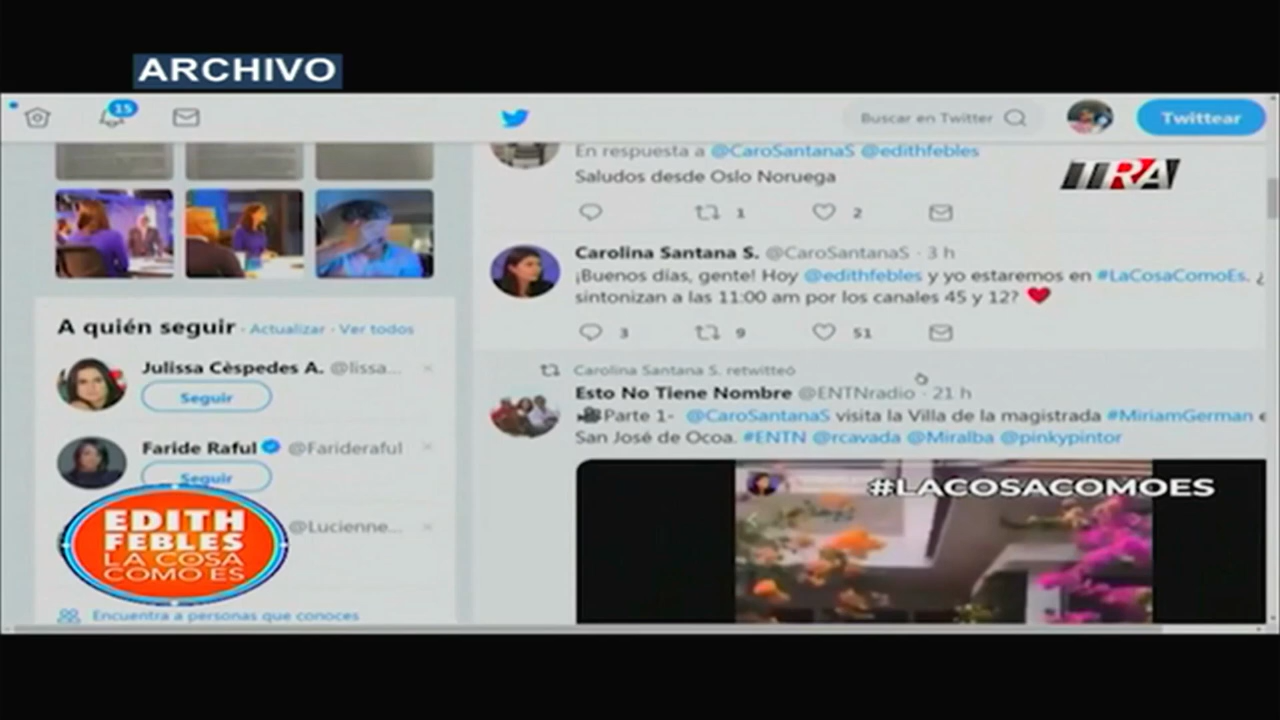 ARCHIVO
15
Buscar en Twitter
Twittear
TRA
En respuesta a @CaroSantanaS @edithfebles
Saludos desde Oslo Noruega
1
2
Carolina Santana S. @CaroSantanaS · 3 h
¡Buenos días, gente! Hoy @edithfebles y yo estaremos en #LaCosaComoEs. ¿
sintonizan a las 11:00 am por los canales 45 y 12? ❤
3
9
51
Carolina Santana S. retwitteó
Esto No Tiene Nombre @ENTNradio · 21 h
🎥Parte 1- @CaroSantanaS visita la Villa de la magistrada #MiriamGerman e
San José de Ocoa. #ENTN @rcavada @Miralba @pinkypintor
#LACOSACOMOES
A quién seguir · Actualizar · Ver todos
Julissa Cèspedes A. @lissa...
Seguir
Faride Raful @Farideraful
Seguir
@Lucienne...
EDITH
FEBLES
LA COSA
COMO ES
Encuentra a personas que conoces